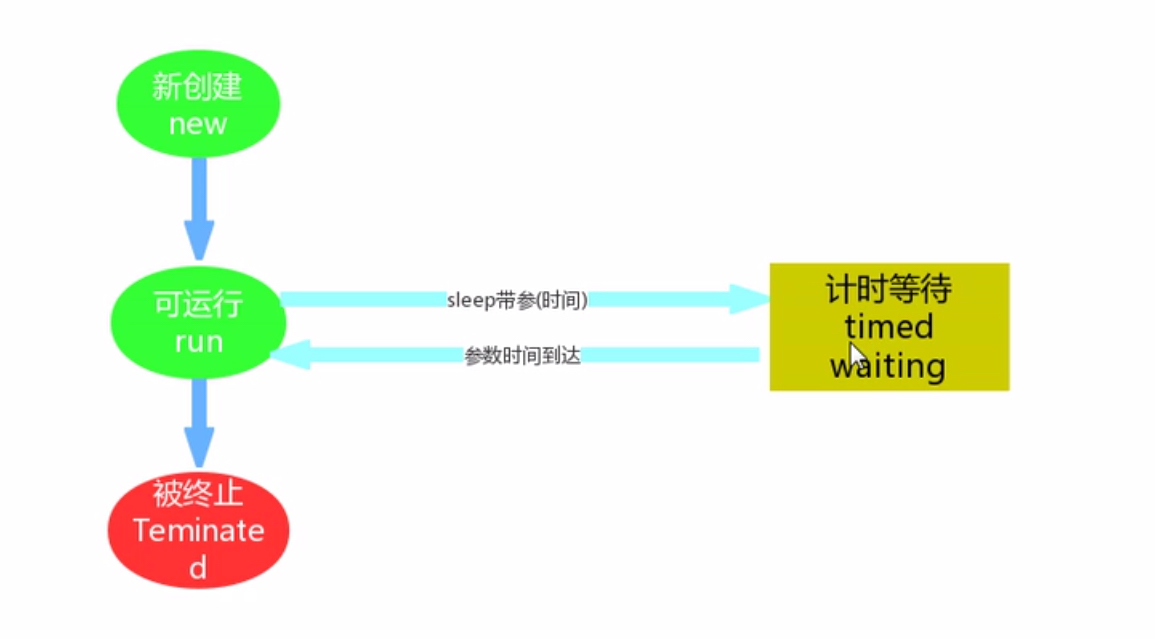 新创建
new
可运行
run
sleep带参(时间)
参数时间到达
计时等待
timed
waiting
被终止
Teminate
d